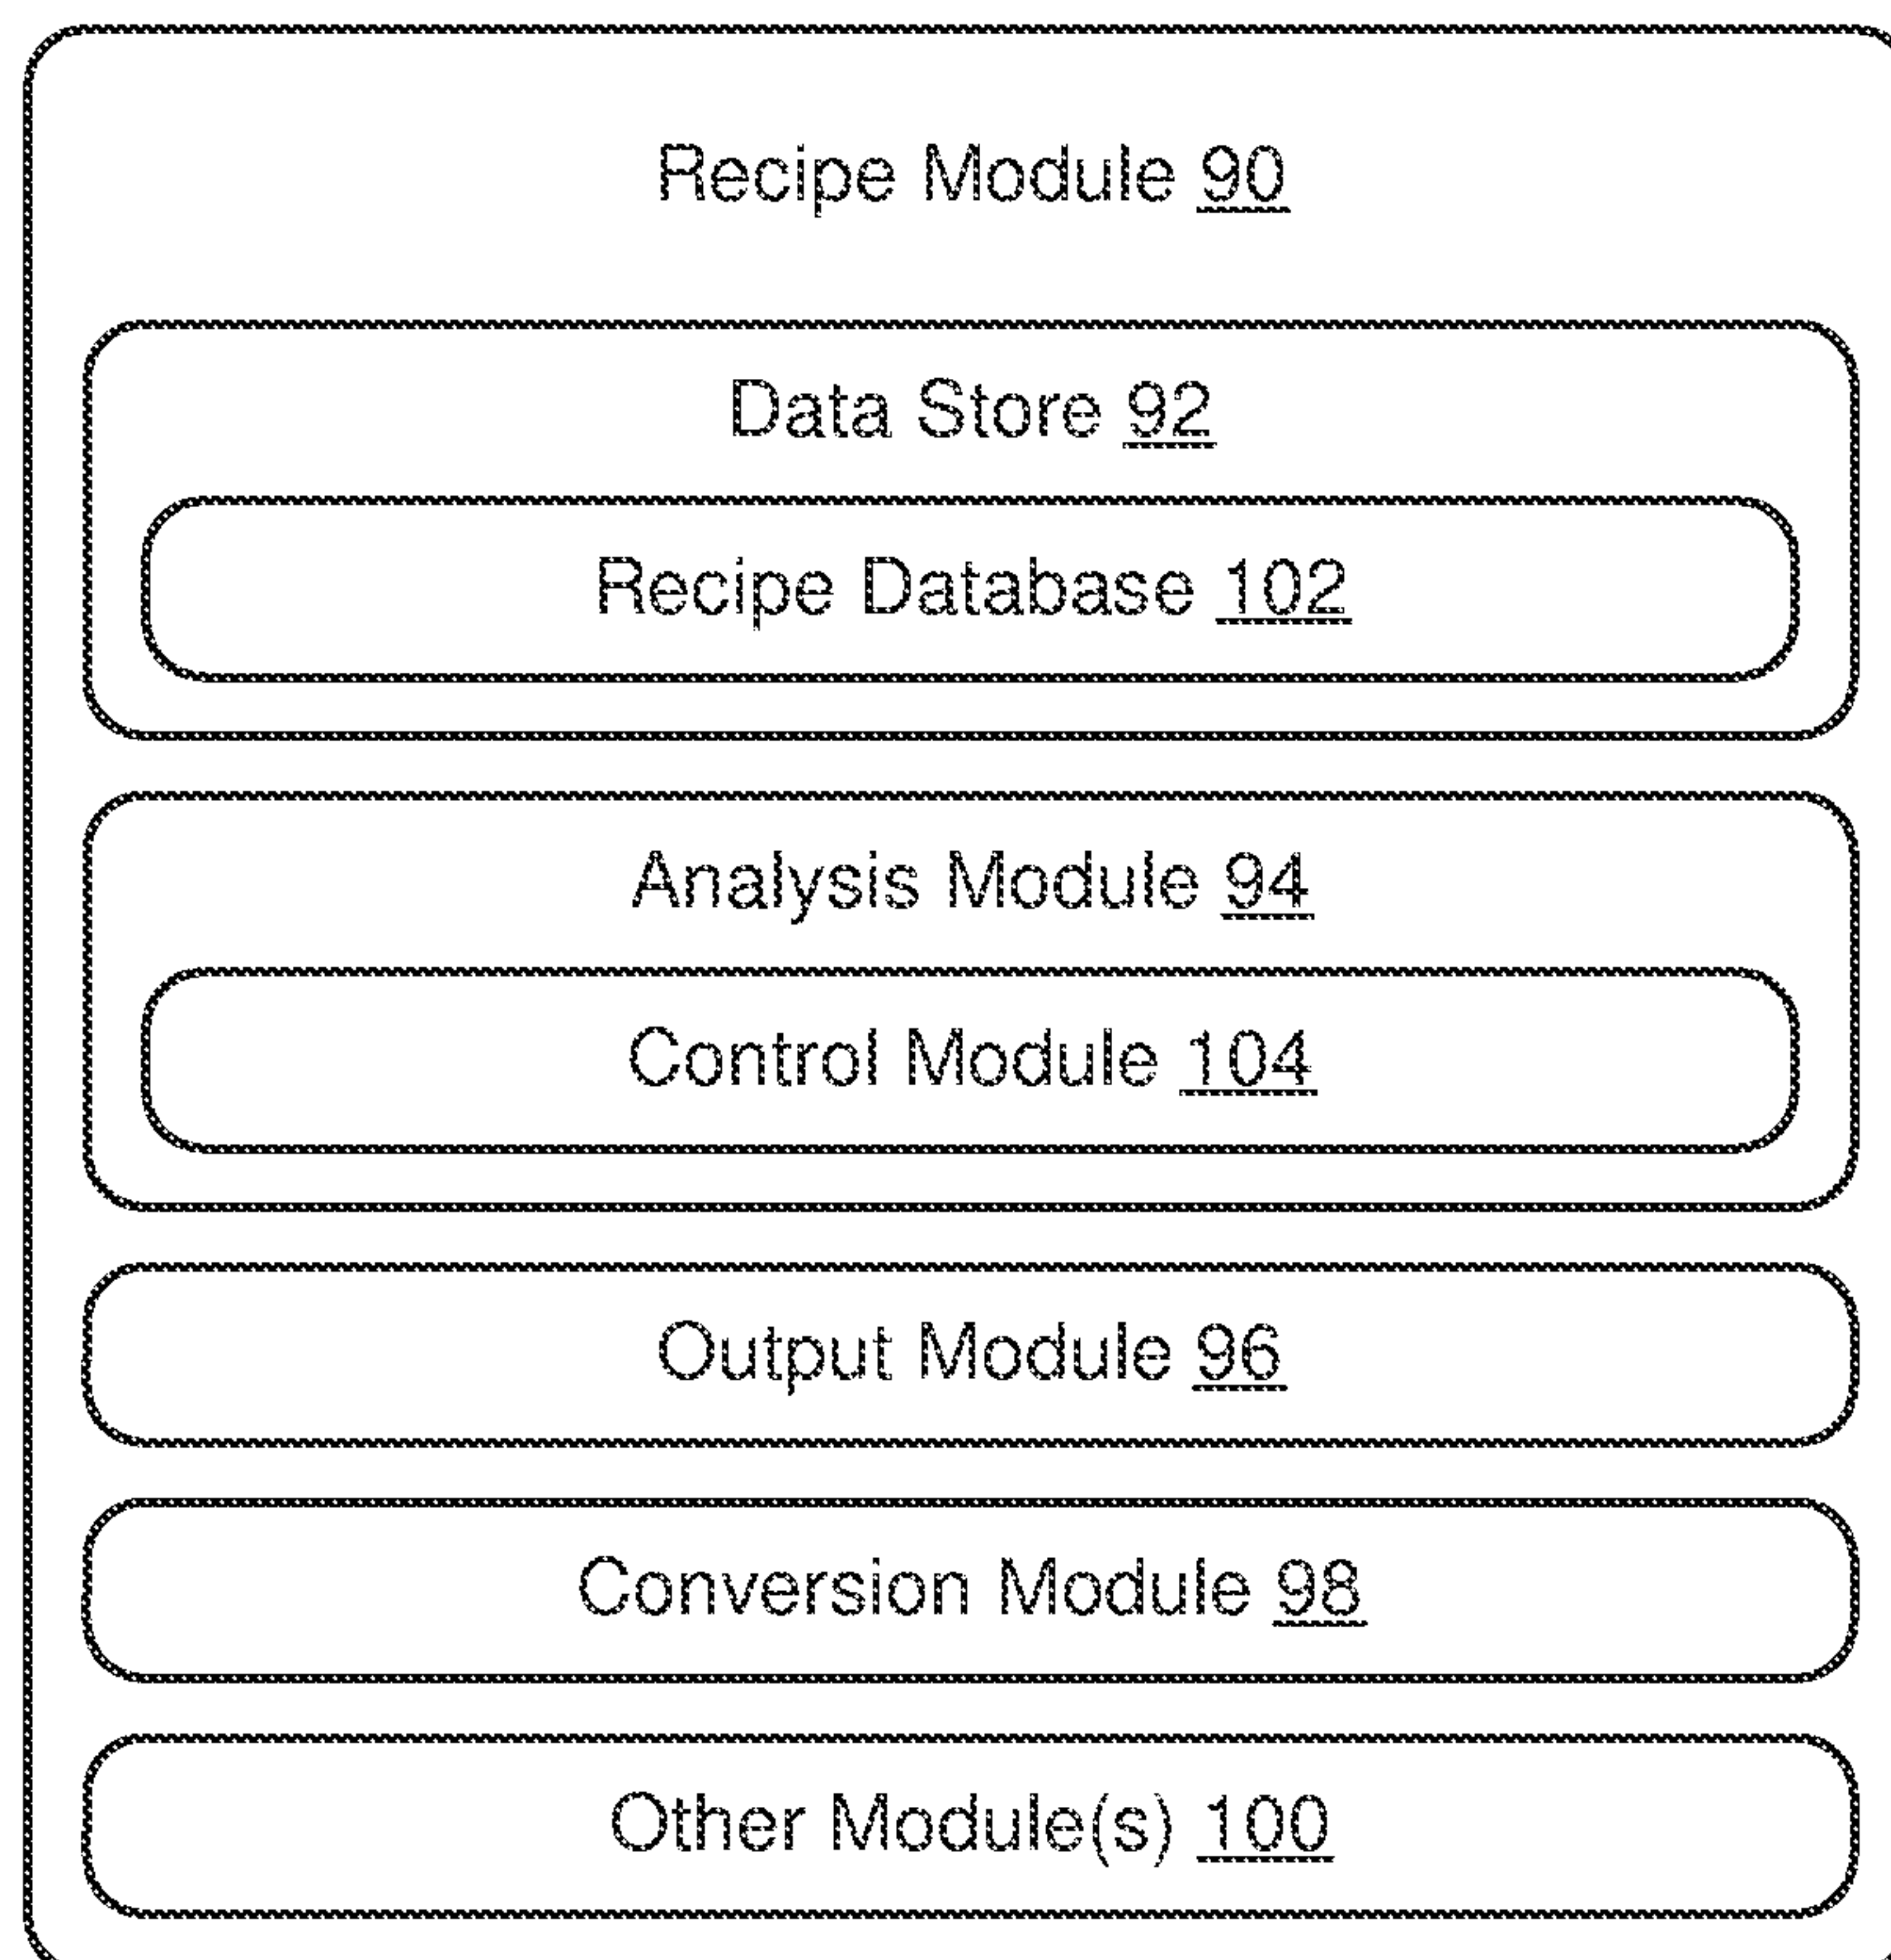 Recipe Module 90
Data Store 92
Recipe Database 102
Analysis Module 94
Control Module 104
Output Module 96
Conversion Module 98
Other Module(s) 100